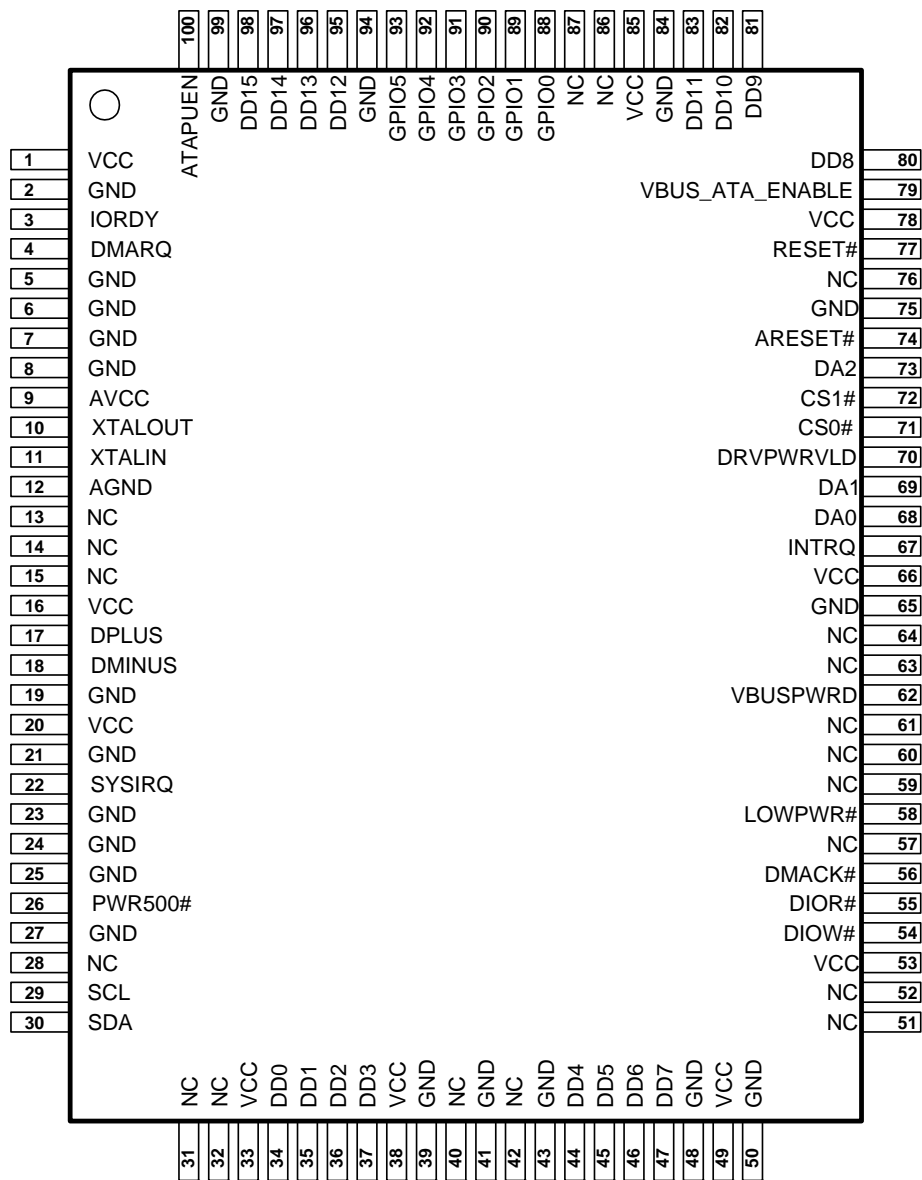 100 99 98 97 96 95 94 93 92 91 90 89 88 87 86 85 84 83 82 81
ATAPUEN GND DD15 DD14 DD13 DD12 GND GPIO5 GPIO4 GPIO3 GPIO2 GPIO1 GPIO0 NC NC VCC GND DD11 DD10 DD9
1 VCC DD8 80
2 GND VBUS_ATA_ENABLE 79
3 IORDY VCC 78
4 DMARQ RESET# 77
5 GND NC 76
6 GND GND 75
7 GND ARESET# 74
8 GND DA2 73
9 AVCC CS1# 72
10 XTALOUT CS0# 71
11 XTALIN DRVPWRVLD 70
12 AGND DA1 69
13 NC DA0 68
14 NC INTRQ 67
15 NC VCC 66
16 VCC GND 65
17 DPLUS NC 64
18 DMINUS NC 63
19 GND VBUSPWRD 62
20 VCC NC 61
21 GND NC 60
22 SYSIRQ NC 59
23 GND LOWPWR# 58
24 GND NC 57
25 GND DMACK# 56
26 PWR500# DIOR# 55
27 GND DIOW# 54
28 NC VCC 53
29 SCL NC 52
30 SDA NC 51
NC NC VCC DD0 DD1 DD2 DD3 VCC GND NC GND NC GND DD4 DD5 DD6 DD7 GND VCC GND
31 32 33 34 35 36 37 38 39 40 41 42 43 44 45 46 47 48 49 50